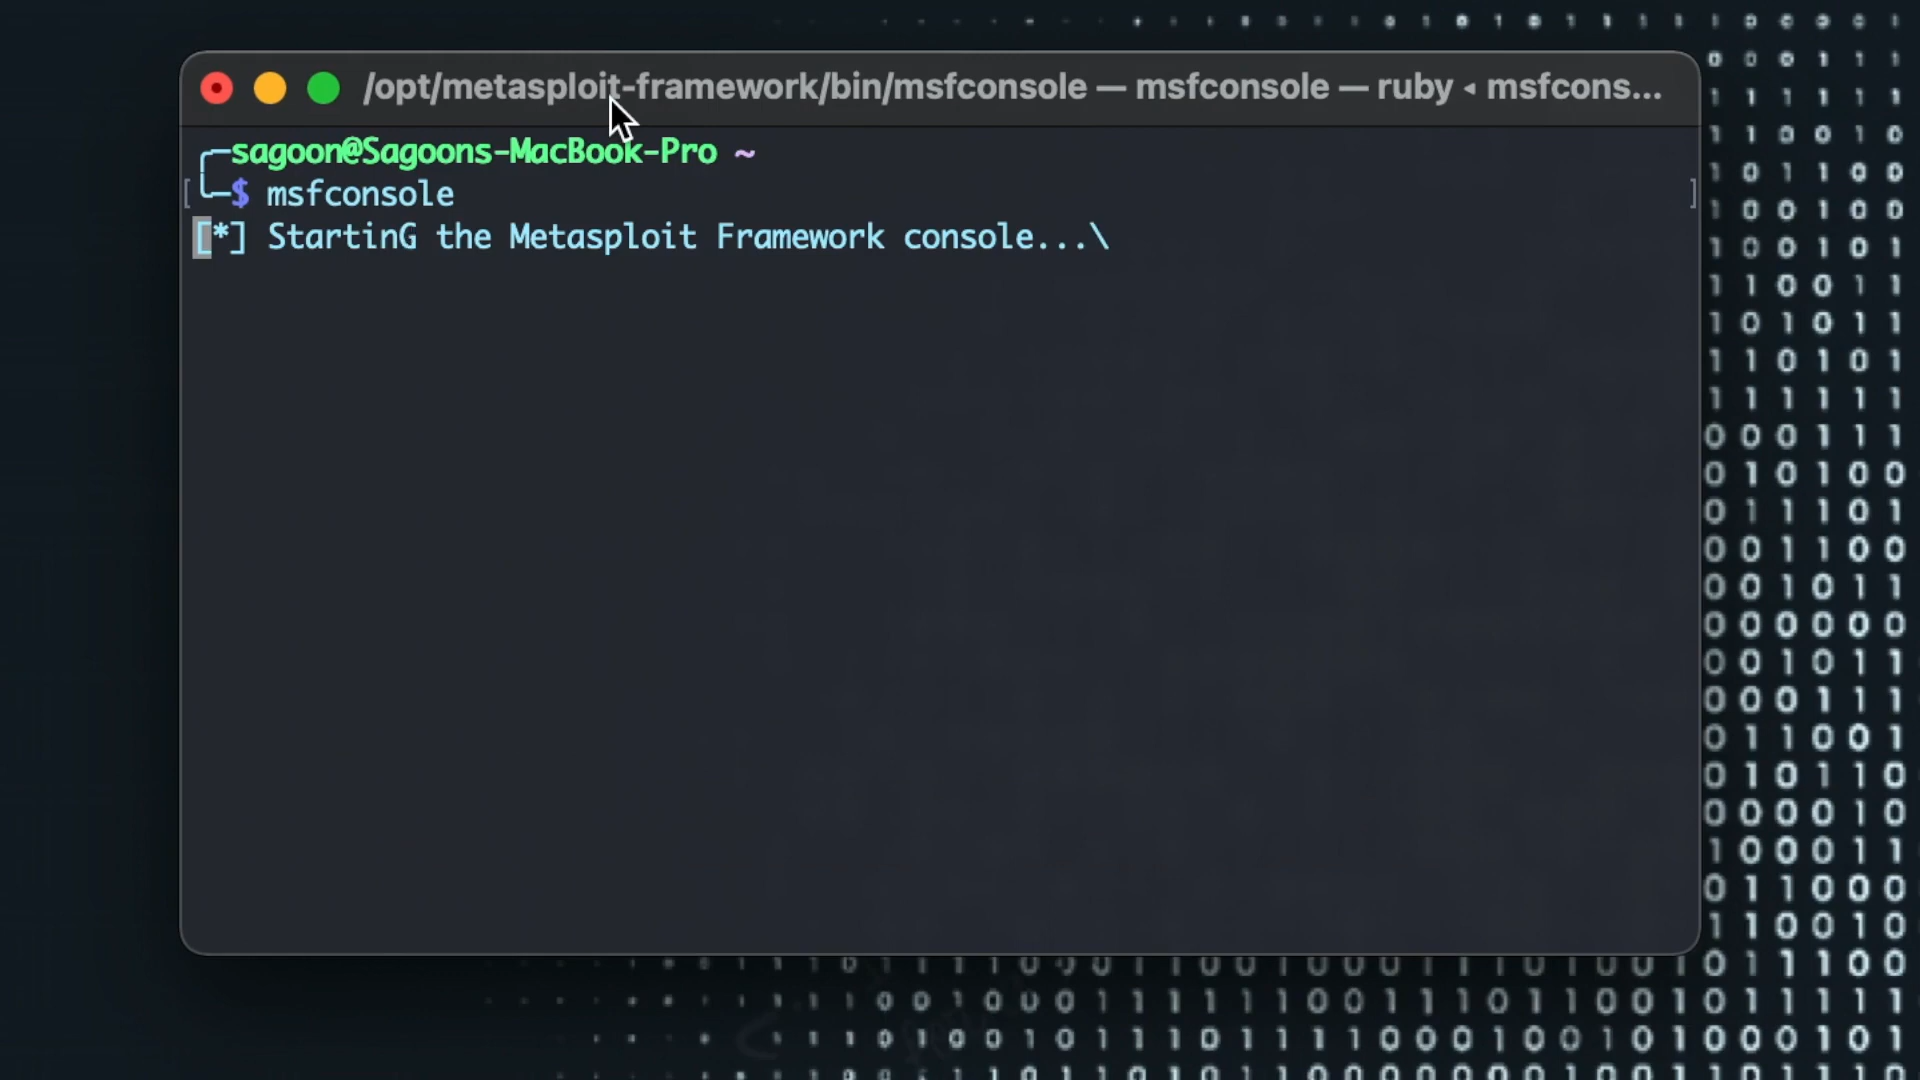 /opt/metasploit-framework/bin/msfconsole — msfconsole — ruby ◂ msfcons...
sagoon@Sagoons-MacBook-Pro ~
$ msfconsole
[*] StartinG the Metasploit Framework console...\